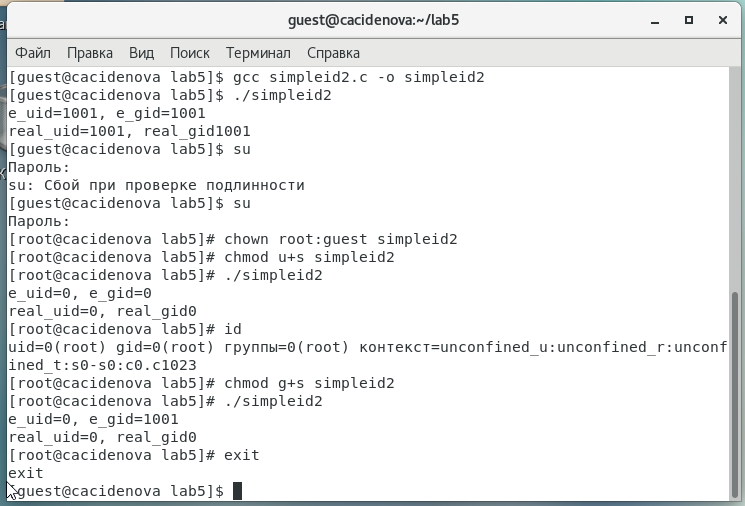 guest@cacidenova:~/lab5
Файл Правка Вид Поиск Терминал Справка
[guest@cacidenova lab5]$ gcc simpleid2.c -o simpleid2
[guest@cacidenova lab5]$ ./simpleid2
e_uid=1001, e_gid=1001
real_uid=1001, real_gid1001
[guest@cacidenova lab5]$ su
Пароль:
su: Сбой при проверке подлинности
[guest@cacidenova lab5]$ su
Пароль:
[root@cacidenova lab5]# chown root:guest simpleid2
[root@cacidenova lab5]# chmod u+s simpleid2
[root@cacidenova lab5]# ./simpleid2
e_uid=0, e_gid=0
real_uid=0, real_gid0
[root@cacidenova lab5]# id
uid=0(root) gid=0(root) группы=0(root) контекст=unconfined_u:unconfined_r:unconf
ined_t:s0-s0:c0.c1023
[root@cacidenova lab5]# chmod g+s simpleid2
[root@cacidenova lab5]# ./simpleid2
e_uid=0, e_gid=1001
real_uid=0, real_gid0
[root@cacidenova lab5]# exit
exit
[guest@cacidenova lab5]$